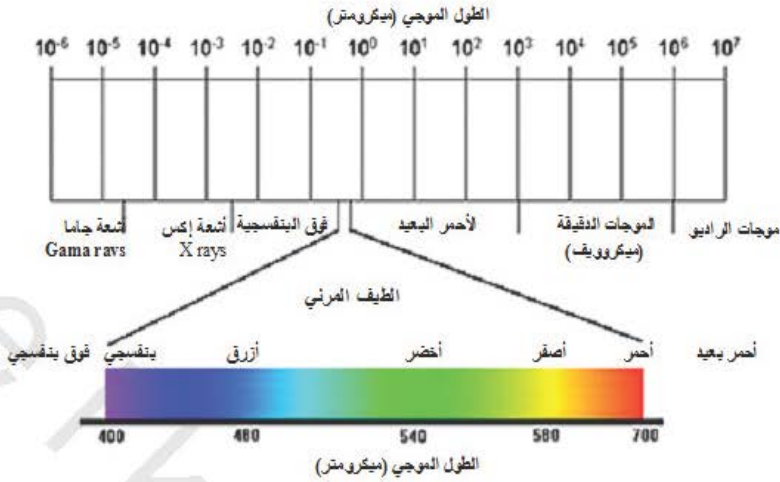 الطول الموجي (ميكرومتر)
10-6 10-5 10-4 10-3 10-2 10-1 100 101 102 103 104 105 106 107
أشعة جاما أشعة إكس فوق البنفسجية لأحمر البعيد الموجات الدقيقة موجات الراديو
Gama rays X rays (ميكروويف)
الطيف المرئي
فوق بنفسجي بنفسجي أزرق أخضر أصفر أحمر أحمر بعيد
400 480 540 580 700
الطول الموجي (ميكرومتر)